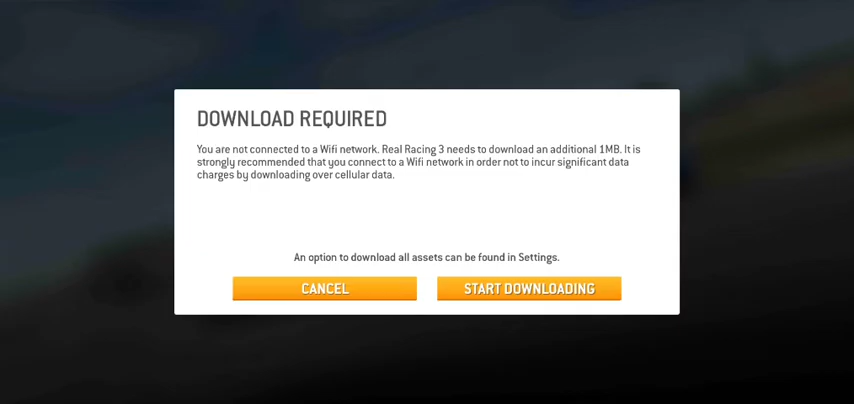 DOWNLOAD REQUIRED
You are not connected to a Wifi network. Real Racing 3 needs to download an additional 1MB. It is
strongly recommended that you connect to a Wifi network in order not to incur significant data
charges by downloading over cellular data.
An option to download all assets can be found in Settings.
CANCEL
START DOWNLOADING